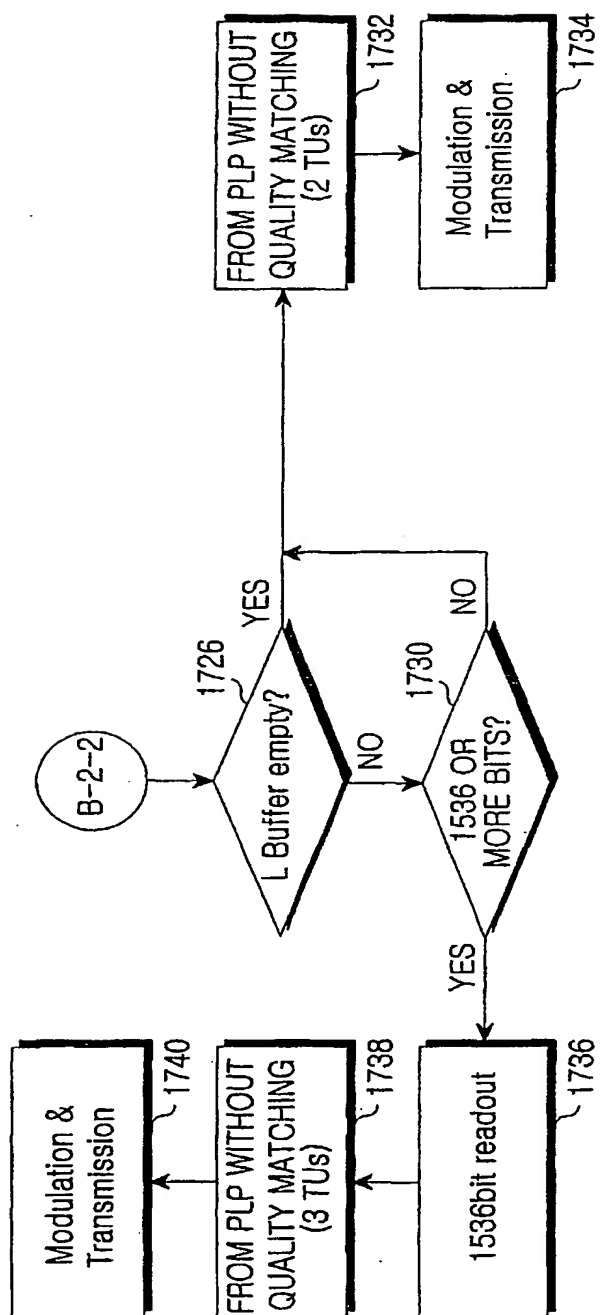 B-2-2
1726
L Buffer empty?
YES
NO
1730
1536 OR
MORE BITS?
NO
YES
FROM PLP WITHOUT
QUALITY MATCHING
(2 TUs)
1732
Modulation &
Transmission
1734
1536bit readout
1736
FROM PLP WITHOUT
QUALITY MATCHING
(3 TUs)
1738
Modulation &
Transmission
1740